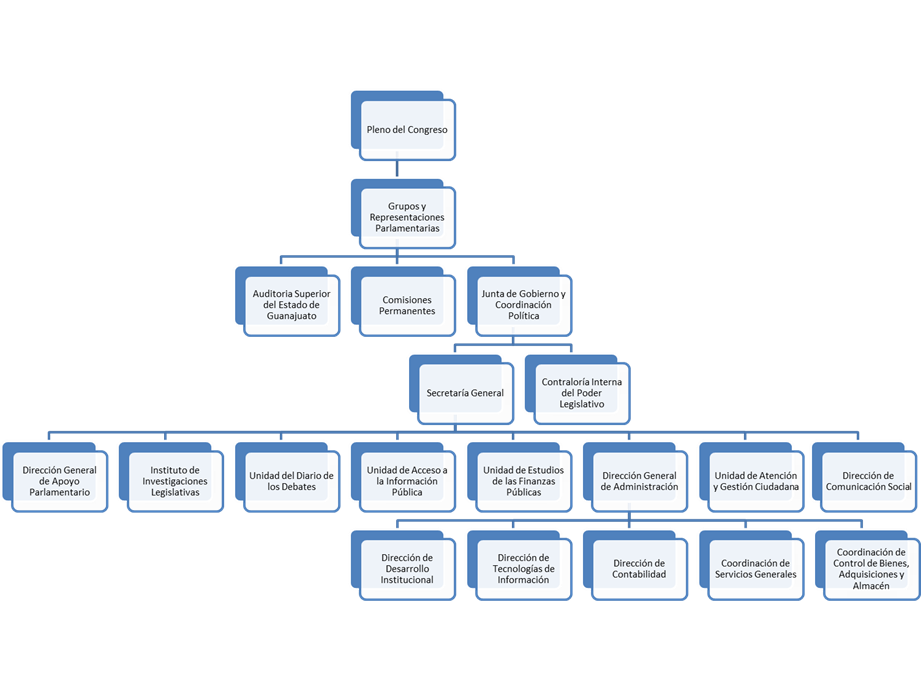 Pleno del Congreso
Grupos y
Representaciones
Parlamentarias
Auditoria Superior
del Estado de
Guanajuato
Comisiones
Permanentes
Junta de Gobierno y
Coordinación
Política
Secretaría General
Contraloría Interna
del Poder
Legislativo
Dirección General
de Apoyo
Parlamentario
Instituto de
Investigaciones
Legislativas
Unidad del Diario de
los Debates
Unidad de Acceso a
la Información
Pública
Unidad de Estudios
de las Finanzas
Públicas
Dirección General
de Administración
Unidad de Atención
y Gestión Ciudadana
Dirección de
Comunicación Social
Dirección de
Desarrollo
Institucional
Dirección de
Tecnologías de
Información
Dirección de
Contabilidad
Coordinación de
Servicios Generales
Coordinación de
Control de Bienes,
Adquisiciones y
Almacén